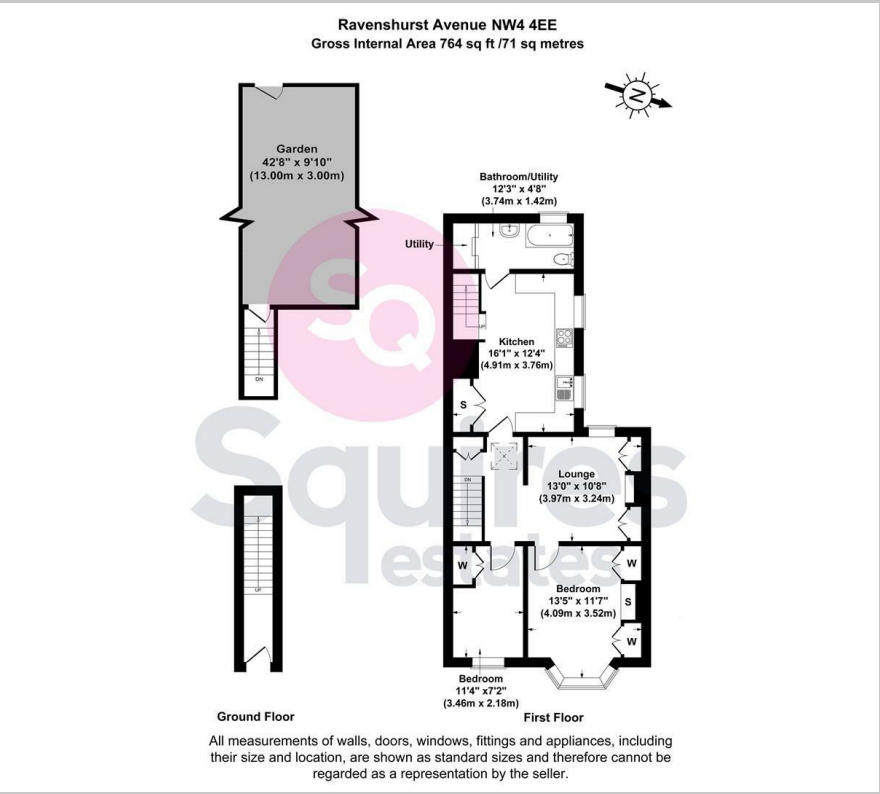 Ravenshurst Avenue NW4 4EE
Gross Internal Area 764 sq ft /71 sq metres
N
Garden
42'8" x 9'10"
(13.00m x 3.00m)
DN
Bathroom/Utility
12'3" x 4'8"
(3.74m x 1.42m)
Utility
UP
Kitchen
16'1" x 12'4"
(4.91m x 3.76m)
S
SQ
Squires
estates
Lounge
13'0" x 10'8"
(3.97m x 3.24m)
DN
W
W
Bedroom
13'5" x 11'7"
(4.09m x 3.52m)
S
W
UP
Bedroom
11'4" x7'2"
(3.46m x 2.18m)
Ground Floor
First Floor
All measurements of walls, doors, windows, fittings and appliances, including
their size and location, are shown as standard sizes and therefore cannot be
regarded as a representation by the seller.